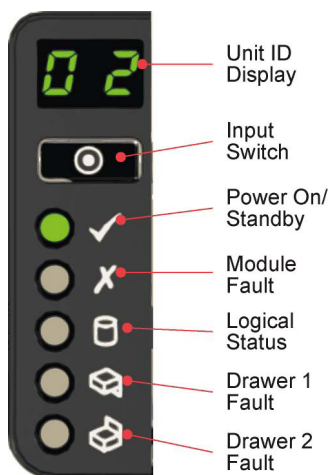 02
Unit ID
Display
Input
Switch
Power On/
Standby
Module
Fault
Logical
Status
Drawer 1
Fault
Drawer 2
Fault